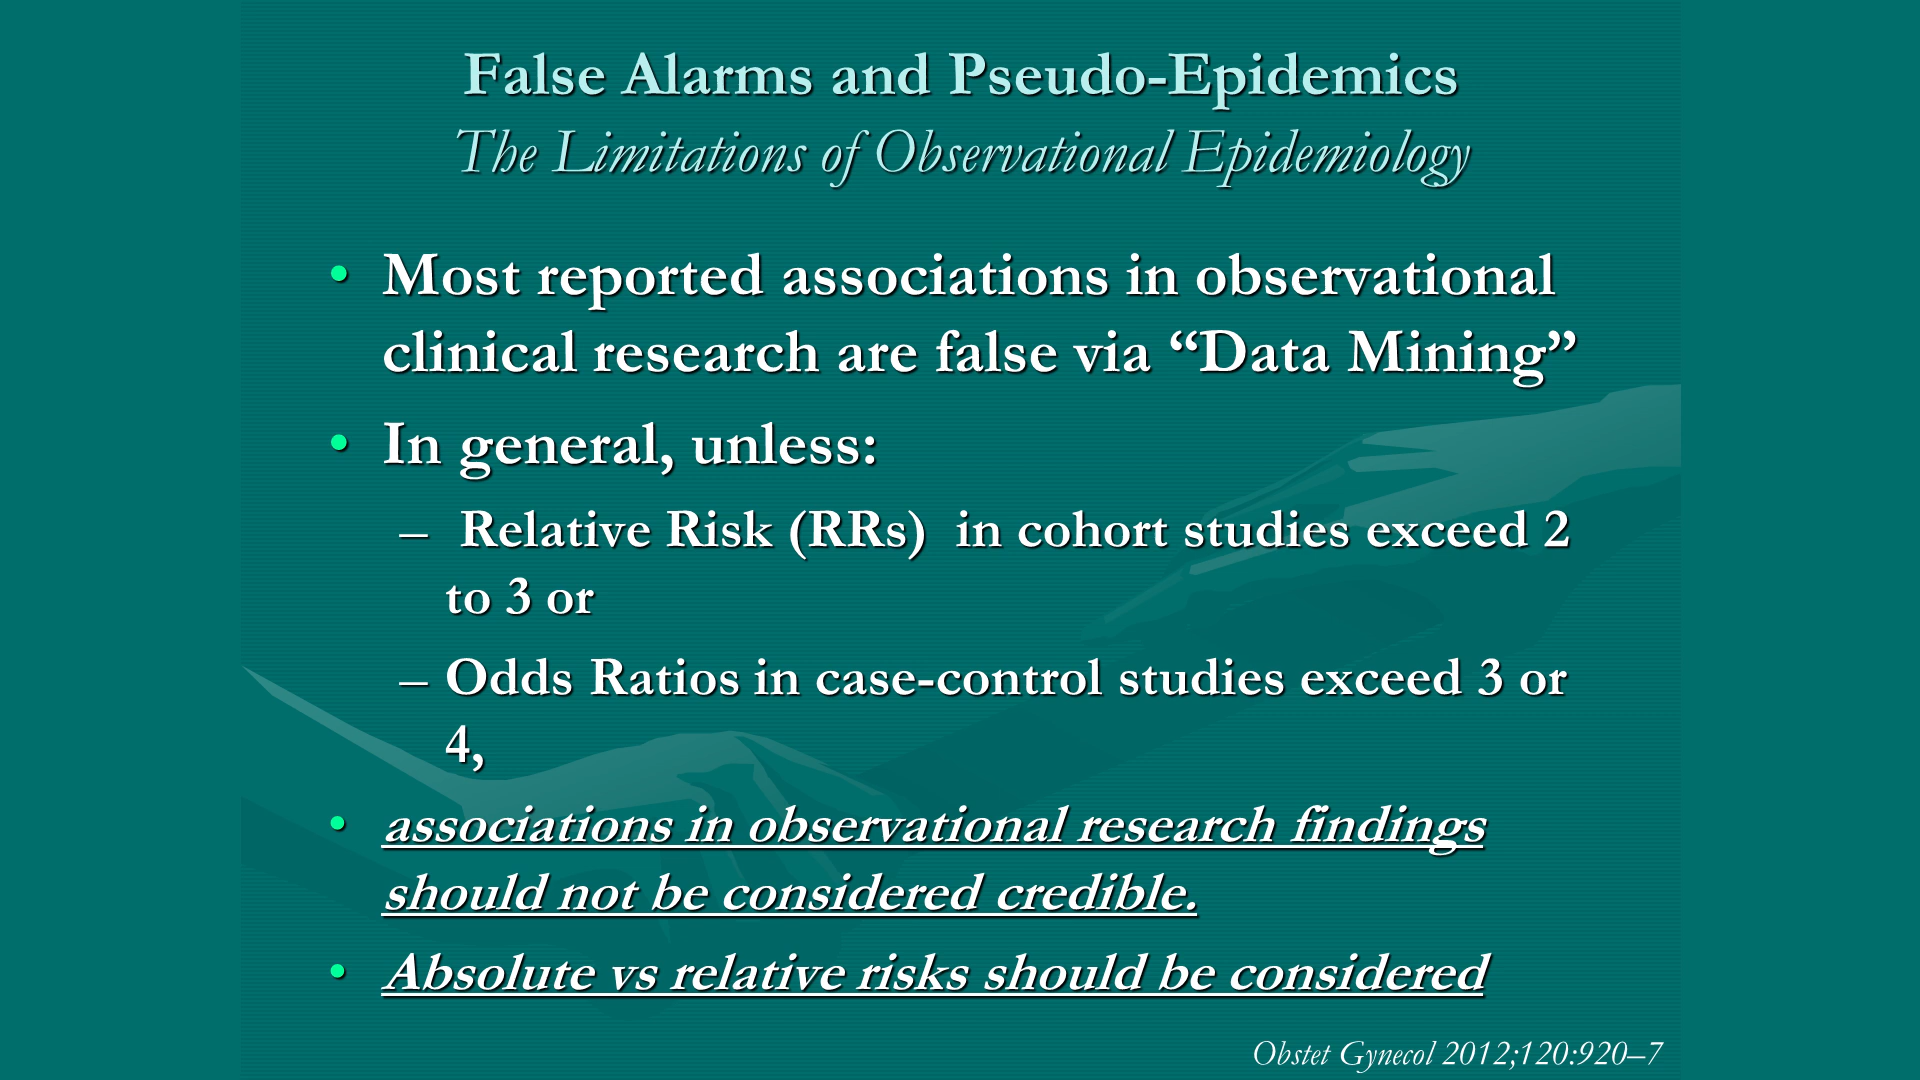 False Alarms and Pseudo-Epidemics
The Limitations of Observational Epidemiology
• Most reported associations in observational
clinical research are false via “Data Mining”
• In general, unless:
– Relative Risk (RRs) in cohort studies exceed 2
to 3 or
– Odds Ratios in case-control studies exceed 3 or
4,
• associations in observational research findings
should not be considered credible.
• Absolute vs relative risks should be considered
Obstet Gynecol 2012;120:920–7